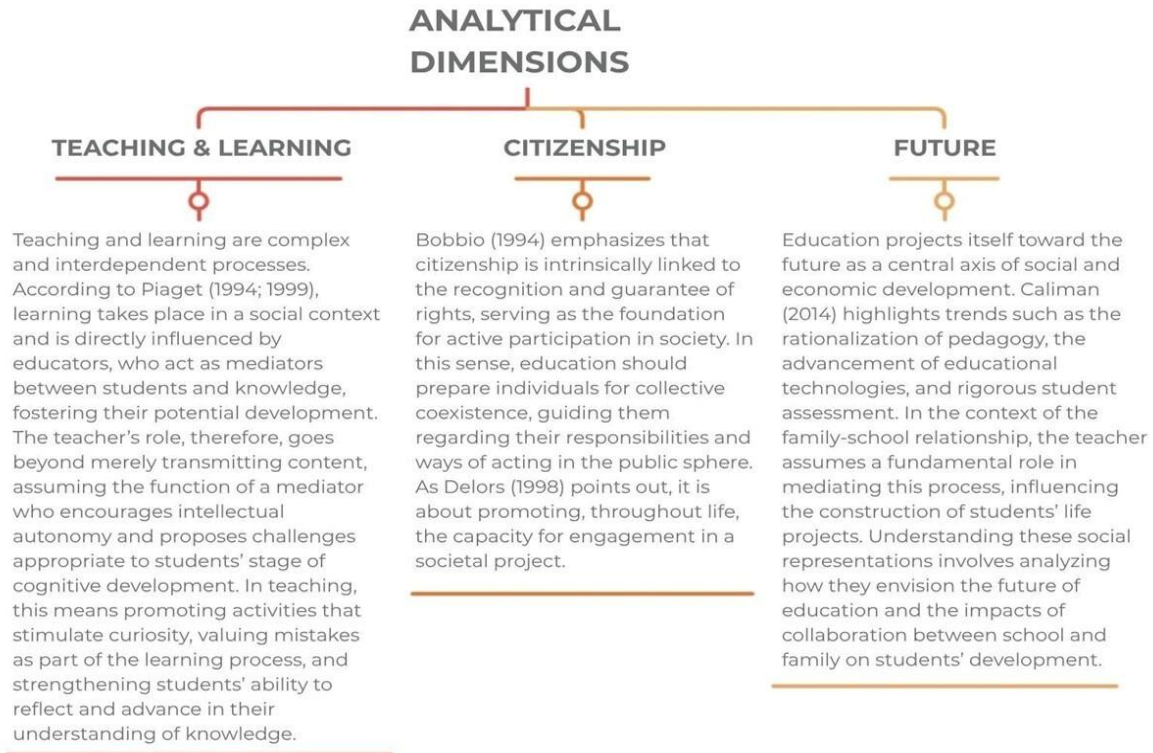 ANALYTICAL
DIMENSIONS
TEACHING & LEARNING
Teaching and learning are complex
and interdependent processes.
According to Piaget (1994; 1999),
learning takes place in a social context
and is directly influenced by
educators, who act as mediators
between students and knowledge,
fostering their potential development.
The teacher’s role, therefore, goes
beyond merely transmitting content,
assuming the function of a mediator
who encourages intellectual
autonomy and proposes challenges
appropriate to students’ stage of
cognitive development. In teaching,
this means promoting activities that
stimulate curiosity, valuing mistakes
as part of the learning process, and
strengthening students’ ability to
reflect and advance in their
understanding of knowledge.
CITIZENSHIP
Bobbio (1994) emphasizes that
citizenship is intrinsically linked to
the recognition and guarantee of
rights, serving as the foundation
for active participation in society. In
this sense, education should
prepare individuals for collective
coexistence, guiding them
regarding their responsibilities and
ways of acting in the public sphere.
As Delors (1998) points out, it is
about promoting, throughout life,
the capacity for engagement in a
societal project.
FUTURE
Education projects itself toward the
future as a central axis of social and
economic development. Caliman
(2014) highlights trends such as the
rationalization of pedagogy, the
advancement of educational
technologies, and rigorous student
assessment. In the context of the
family-school relationship, the teacher
assumes a fundamental role in
mediating this process, influencing
the construction of students’ life
projects. Understanding these social
representations involves analyzing
how they envision the future of
education and the impacts of
collaboration between school and
family on students’ development.